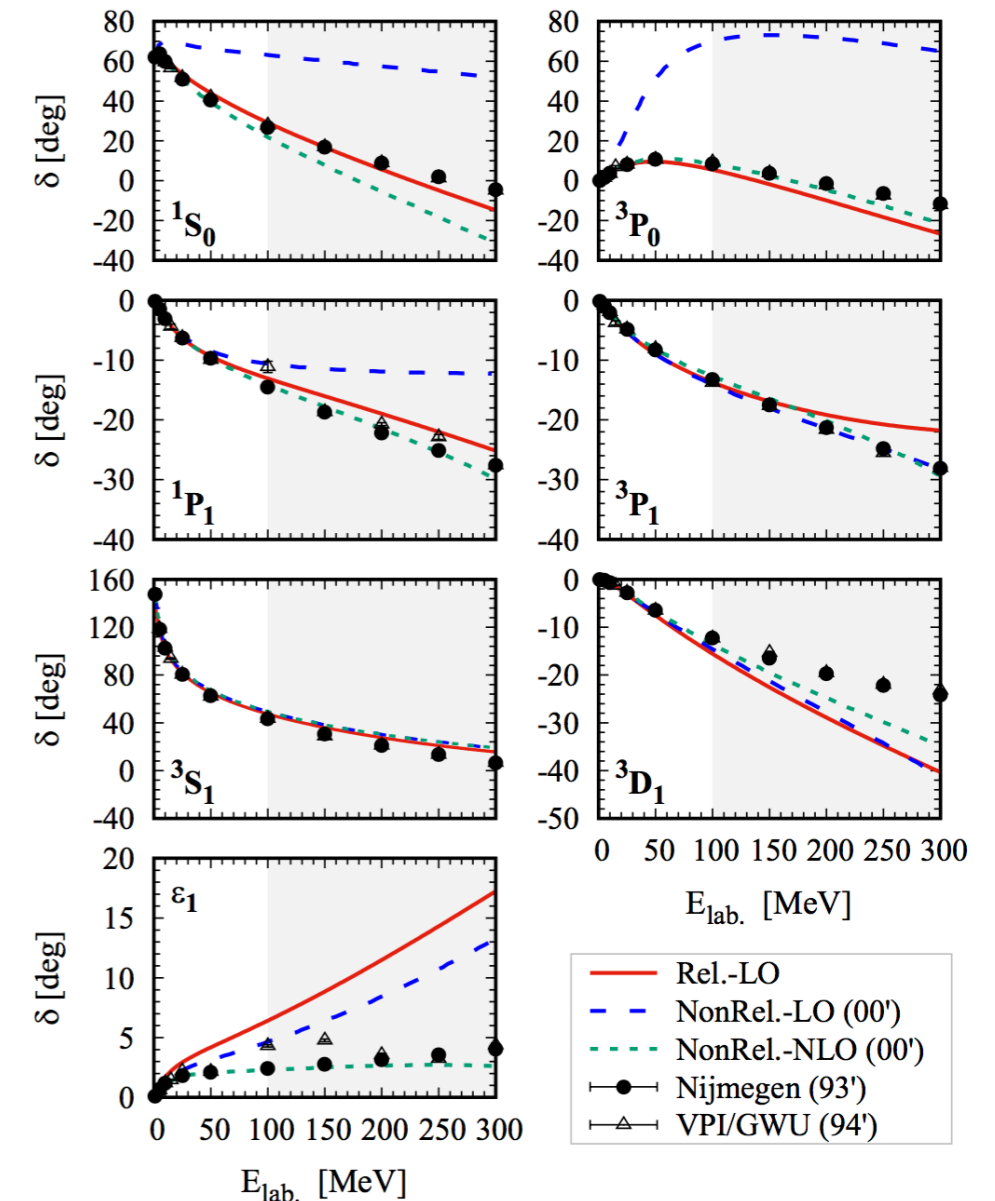 80
60
40
20
0
-20
-40
δ [deg]
¹S₀
80
60
40
20
0
-20
-40
δ [deg]
³P₀
0
-10
-20
-30
-40
δ [deg]
¹P₁
0
-10
-20
-30
-40
δ [deg]
³P₁
160
120
80
40
0
-40
δ [deg]
³S₁
0
-10
-20
-30
-40
-50
δ [deg]
³D₁
0 50 100 150 200 250 300
E_lab. [MeV]
20
15
10
5
0
δ [deg]
ε₁
0 50 100 150 200 250 300
E_lab. [MeV]
Rel.-LO
NonRel.-LO (00')
NonRel.-NLO (00')
Nijmegen (93')
VPI/GWU (94')